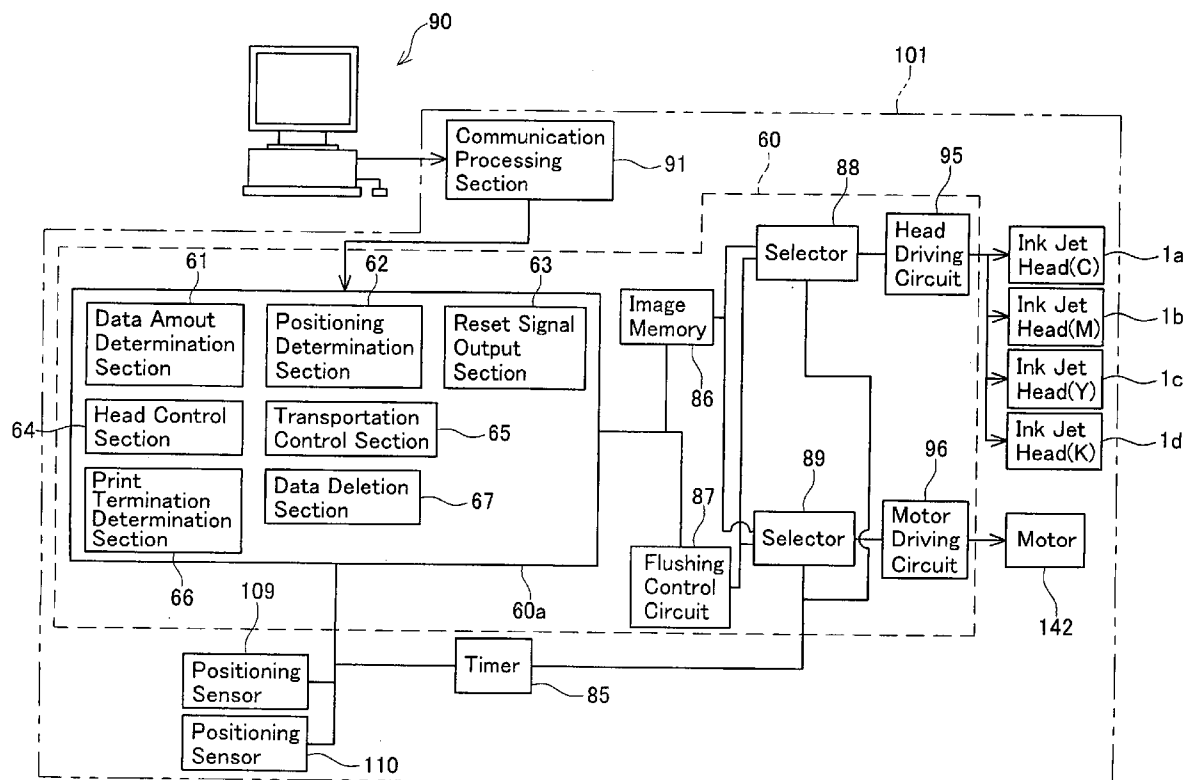 90
101
Communication
Processing
Section
91
60
88
95
61
62
63
Selector
Head
Driving
Circuit
Ink Jet
Head(C)
1a
Data Amout
Determination
Section
Positioning
Determination
Section
Reset Signal
Output
Section
Image
Memory
86
Ink Jet
Head(M)
1b
Ink Jet
Head(Y)
1c
64
Head Control
Section
Transportation
Control Section
65
Ink Jet
Head(K)
1d
Print
Termination
Determination
Section
Data Deletion
Section
67
87
89
96
Selector
Motor
Driving
Circuit
Motor
Flushing
Control
Circuit
66
109
60a
142
Positioning
Sensor
Timer
85
Positioning
Sensor
110